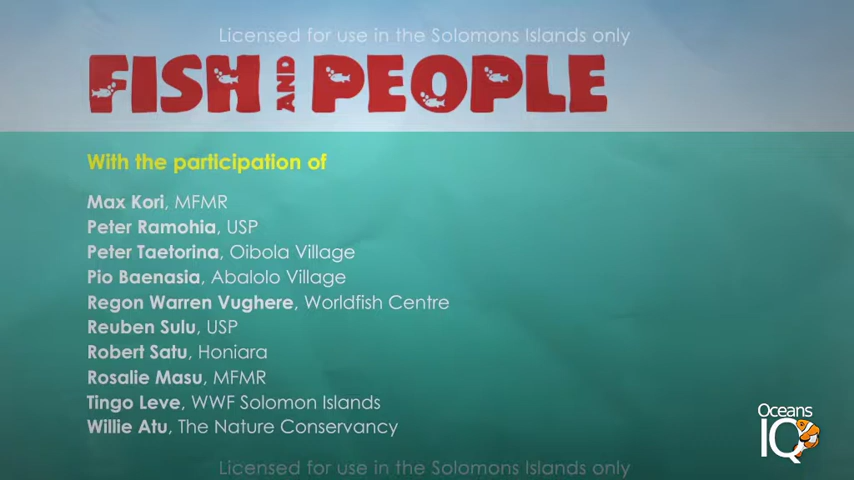 Licensed for use in the Solomons Islands only
FISH AND PEOPLE
With the participation of
Max Kori, MFMR
Peter Ramohia, USP
Peter Taetorina, Oibola Village
Pio Baenasia, Abalolo Village
Regon Warren Vughere, Worldfish Centre
Reuben Sulu, USP
Robert Satu, Honiara
Rosalie Masu, MFMR
Tingo Leve, WWF Solomon Islands
Willie Atu, The Nature Conservancy
Oceans
IQ
Licensed for use in the Solomons Islands only